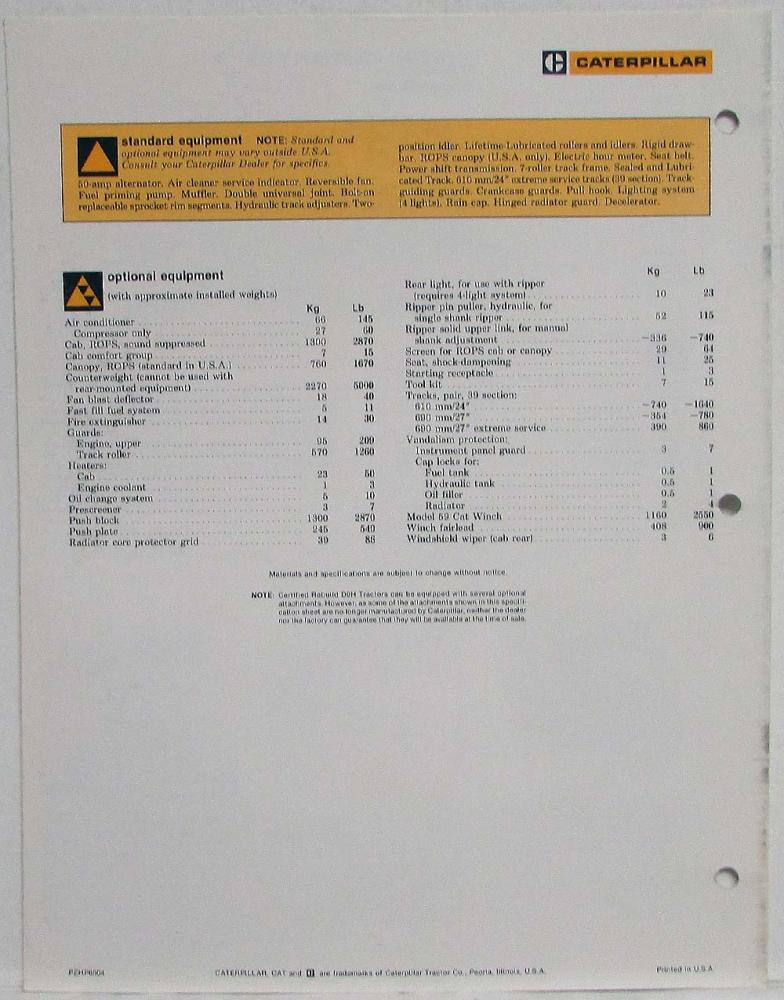 CATERPILLAR
standard equipment NOTE: Standard and
optional equipment may vary outside U.S.A.
Consult your Caterpillar Dealer for specifics.
50-amp alternator. Air cleaner service indicator. Reversible fan.
Fuel priming pump. Muffler. Double universal joint. Bolt-on
replaceable sprocket rim segments. Hydraulic track adjusters. Two-
position idler. Lifetime Lubricated rollers and idlers. Rigid draw-
bar. ROPS canopy (U.S.A. only). Electric hour meter. Seat belt.
Power shift transmission. 7-roller track frame. Sealed and Lubri-
cated Track. 610 mm/24" extreme service tracks (39 section). Track-
guiding guards. Crankcase guards. Pull hook. Lighting system
(4 lights). Rain cap. Hinged radiator guard. Decelerator.
optional equipment
(with approximate installed weights)
Kg Lb
Air conditioner 66 145
Compressor only 27 60
Cab, ROPS, sound suppressed 1300 2870
Cab comfort group 7 15
Canopy, ROPS (standard in U.S.A.) 760 1670
Counterweight (cannot be used with
rear-mounted equipment) 2270 5000
Fan blast deflector 18 40
Fast fill fuel system 5 11
Fire extinguisher 14 30
Guards:
Engine, upper 95 209
Track roller 570 1260
Heaters:
Cab 23 50
Engine coolant 1 3
Oil change system 5 10
Prescreener 3 7
Push block 1300 2870
Push plate 245 540
Radiator core protector grid 39 86
Kg Lb
Rear light, for use with ripper
(requires 4-light system) 10 23
Ripper pin puller, hydraulic, for
single shank ripper 52 115
Ripper solid upper link, for manual
shank adjustment −336 −740
Screen for ROPS cab or canopy 29 64
Seat, shock-dampening 11 25
Starting receptacle 1 3
Tool kit 7 15
Tracks, pair, 39 section:
610 mm/24" −740 −1640
690 mm/27" −354 −780
690 mm/27" extreme service 390 860
Vandalism protection:
Instrument panel guard 3 7
Cap locks for:
Fuel tank 0.5 1
Hydraulic tank 0.5 1
Oil filler 0.5 1
Radiator 2 4
Model 59 Cat Winch 1160 2550
Winch fairlead 408 900
Windshield wiper (cab rear) 3 6
Materials and specifications are subject to change without notice.
NOTE: Certified Rebuild D9H Tractors can be equipped with several optional
attachments. However, as some of the attachments shown in this specifi-
cation sheet are no longer manufactured by Caterpillar, neither the dealer
nor the factory can guarantee that they will be available at the time of sale.
CATERPILLAR, CAT and are trademarks of Caterpillar Tractor Co., Peoria, Illinois, U.S.A.
Printed in U.S.A.